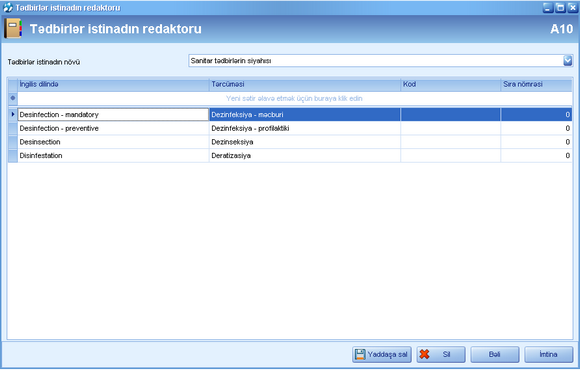 Tədbirlər istinadın redaktoru
Tədbirlər istinadın redaktoru A10
Tədbirlər istinadın növü Sanitar tədbirlərin siyahısı
İngilis dilində Tərcüməsi Kod Sıra nömrəsi
Yeni sətir əlavə etmək üçün buraya klik edin
Desinfection - mandatory Dezinfeksiya - məcburi 0
Desinfection - preventive Dezinfeksiya - profilaktiki 0
Desinsection Dezinseksiya 0
Disinfestation Deratizasiya 0
Yaddaşa sal Sil Bəli İmtina